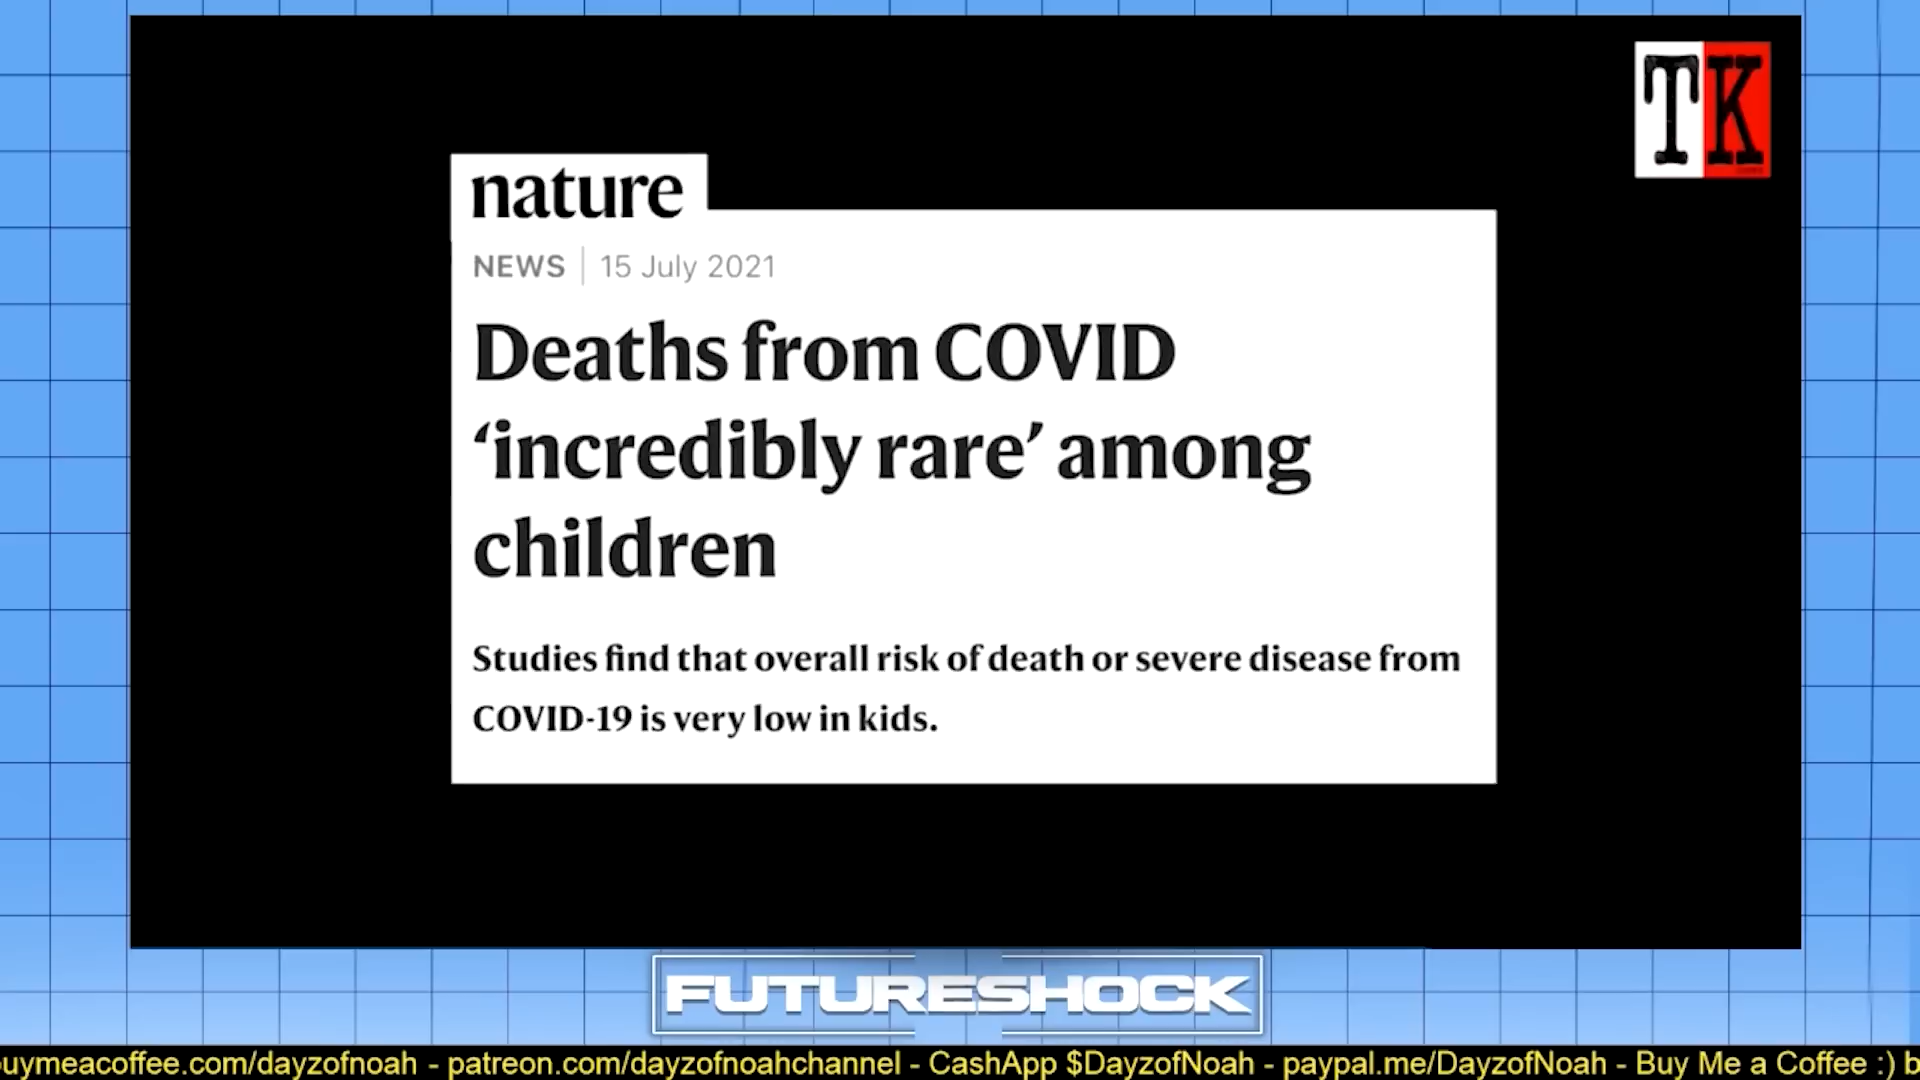 TK
nature
NEWS | 15 July 2021
Deaths from COVID
‘incredibly rare’ among
children
Studies find that overall risk of death or severe disease from
COVID-19 is very low in kids.
FUTURESHOCK
uymeacoffee.com/dayzofnoah - patreon.com/dayzofnoahchannel - CashApp $DayzofNoah - paypal.me/DayzofNoah - Buy Me a Coffee :) b